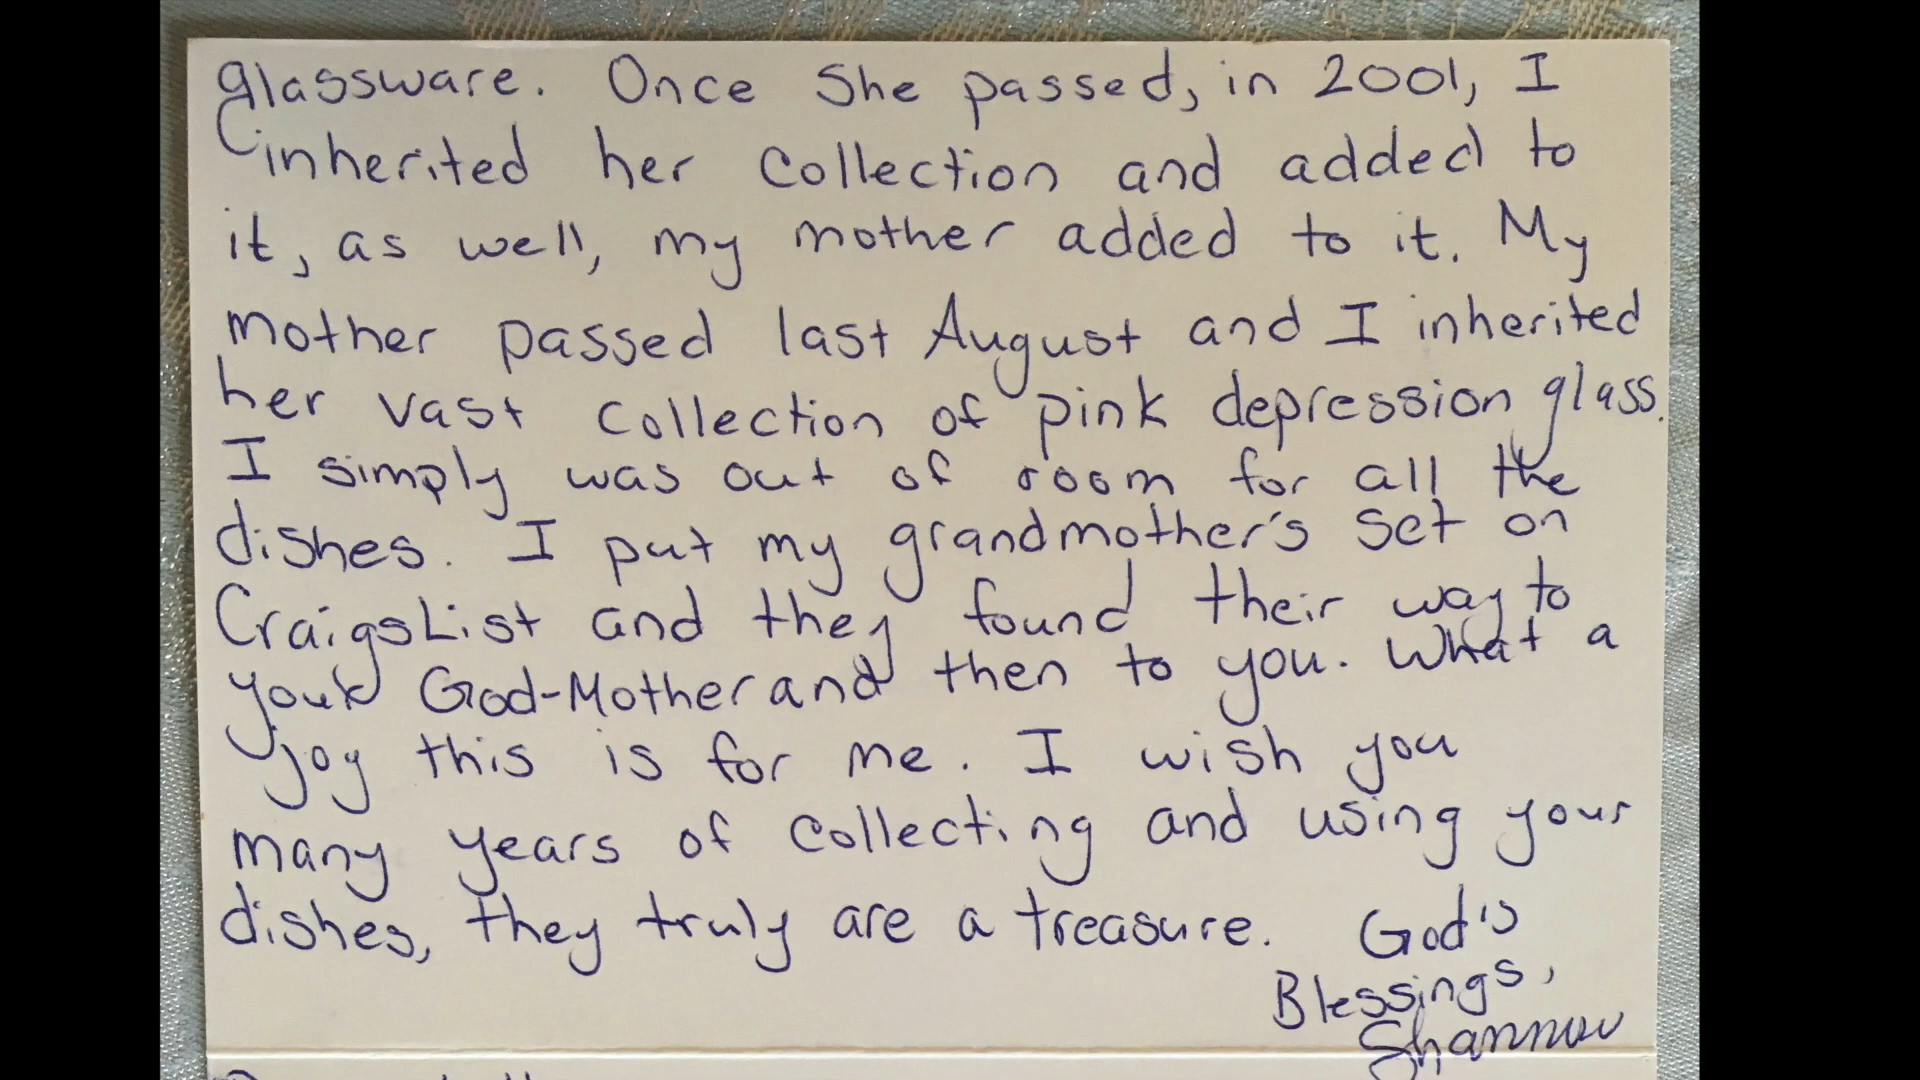 glassware. Once She passed, in 2001, I
inherited her Collection and added to
it, as well, my mother added to it. My
mother passed last August and I inherited
her vast Collection of pink depression glass.
I simply was out of room for all the
dishes. I put my grandmother's set on
CraigsList and they found their way to
your God-Mother and then to you. What a
joy this is for me. I wish you
many years of Collecting and using your
dishes, they truly are a treasure. God's
Blessings,
Shannon